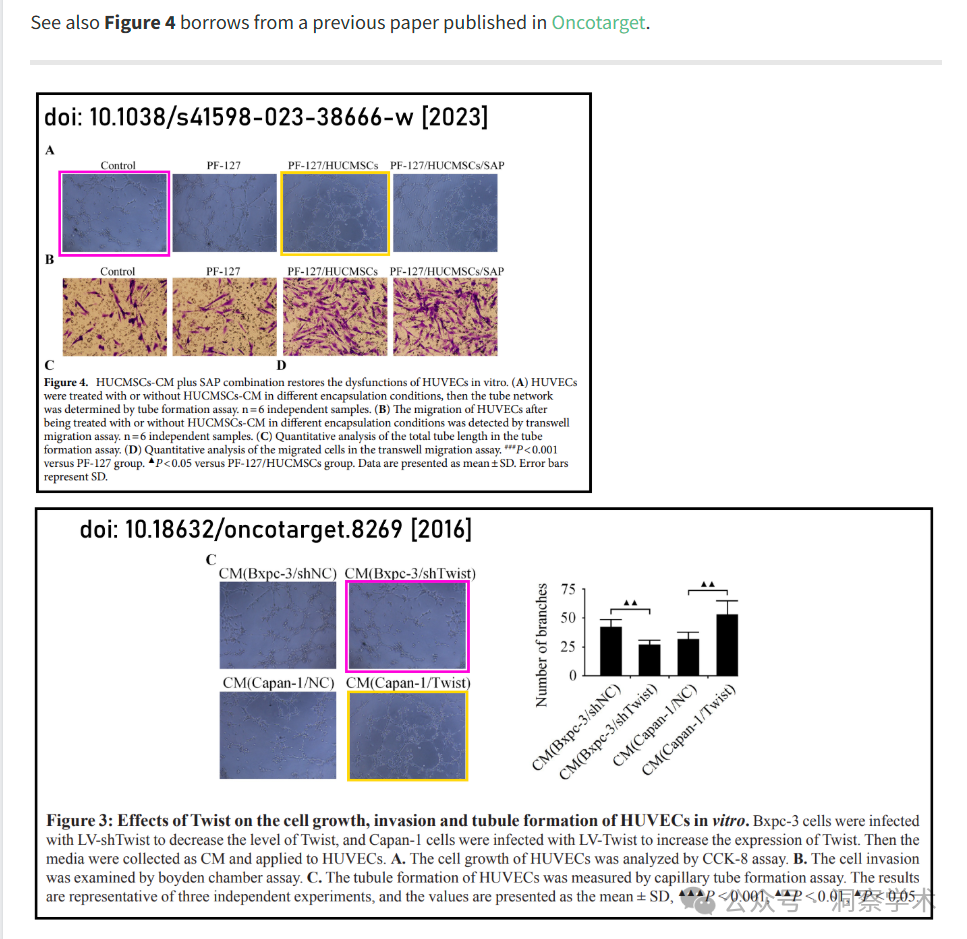 See also Figure 4 borrows from a previous paper published in Oncotarget.
doi: 10.1038/s41598-023-38666-w [2023]
A
Control PF-127 PF-127/HUCMSCs PF-127/HUCMSCs/SAP
B
Control PF-127 PF-127/HUCMSCs PF-127/HUCMSCs/SAP
C D
Figure 4. HUCMSCs-CM plus SAP combination restores the dysfunctions of HUVECs in vitro. (A) HUVECs
were treated with or without HUCMSCs-CM in different encapsulation conditions, then the tube network
was determined by tube formation assay. n = 6 independent samples. (B) The migration of HUVECs after
being treated with or without HUCMSCs-CM in different encapsulation conditions was detected by transwell
migration assay. n = 6 independent samples. (C) Quantitative analysis of the total tube length in the tube
formation assay. (D) Quantitative analysis of the migrated cells in the transwell migration assay. ###P < 0.001
versus PF-127 group. ▲P < 0.05 versus PF-127/HUCMSCs group. Data are presented as mean ± SD. Error bars
represent SD.
doi: 10.18632/oncotarget.8269 [2016]
C
CM(Bxpc-3/shNC) CM(Bxpc-3/shTwist)
CM(Capan-1/NC) CM(Capan-1/Twist)
Number of branches
75
50
25
0
▲▲
▲▲
CM(Bxpc-3/shNC)
CM(Bxpc-3/shTwist)
CM(Capan-1/NC)
CM(Capan-1/Twist)
Figure 3: Effects of Twist on the cell growth, invasion and tubule formation of HUVECs in vitro. Bxpc-3 cells were infected
with LV-shTwist to decrease the level of Twist, and Capan-1 cells were infected with LV-Twist to increase the expression of Twist. Then the
media were collected as CM and applied to HUVECs. A. The cell growth of HUVECs was analyzed by CCK-8 assay. B. The cell invasion
was examined by boyden chamber assay. C. The tubule formation of HUVECs was measured by capillary tube formation assay. The results
are representative of three independent experiments, and the values are presented as the mean ± SD, ▲▲▲P < 0.001, ▲▲P < 0.01, ▲P < 0.05.
公众号 · 洞察学术